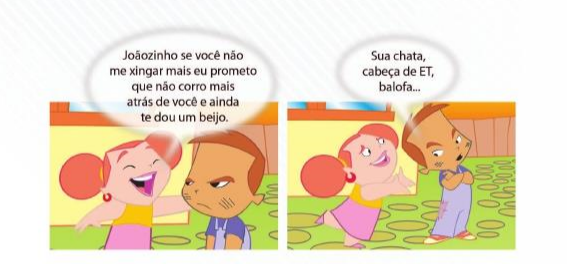 Joãozinho se você não
me xingar mais eu prometo
que não corro mais
atrás de você e ainda
te dou um beijo.
Sua chata,
cabeça de ET,
balofa...